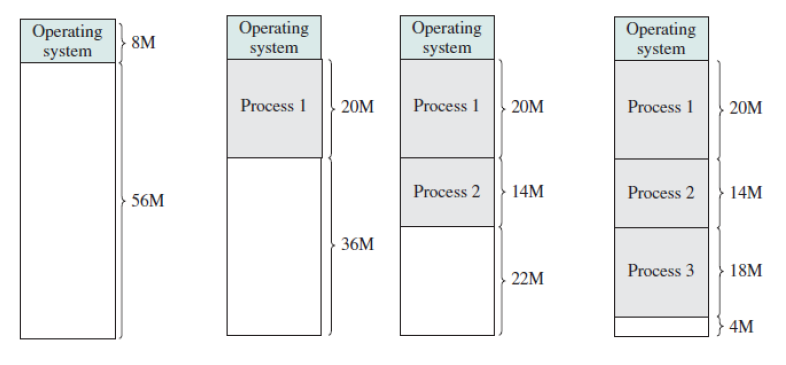 Operating
system
8M
56M
Operating
system
Process 1
20M
36M
Operating
system
Process 1
20M
Process 2
14M
22M
Operating
system
Process 1
20M
Process 2
14M
Process 3
18M
4M